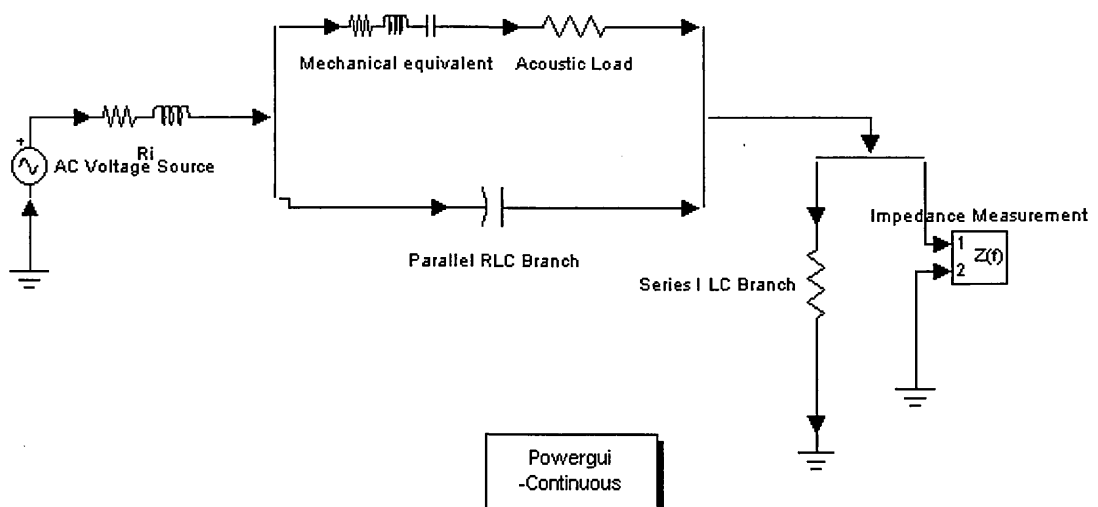 Mechanical equivalent
Acoustic Load
+
Ri
AC Voltage Source
Parallel RLC Branch
Impedance Measurement
1
Z(f)
2
Series I LC Branch
Powergui
-Continuous